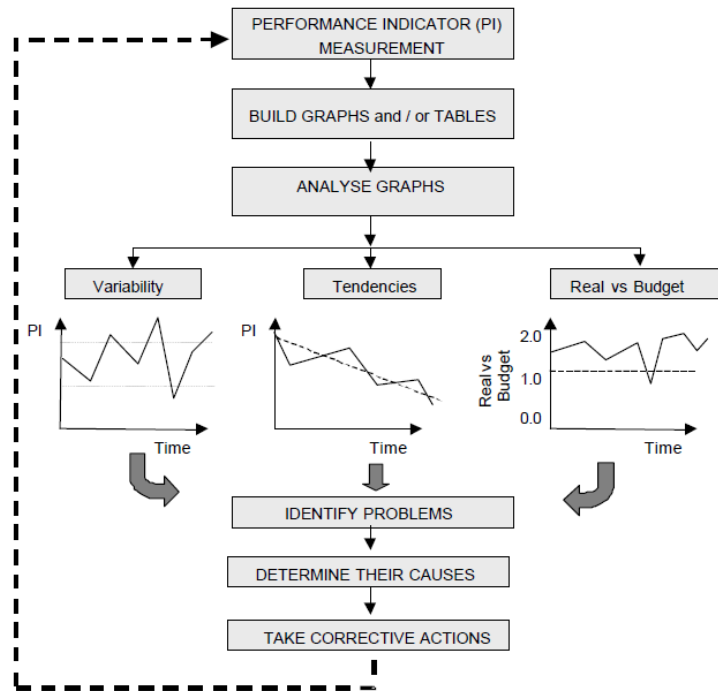 PERFORMANCE INDICATOR (PI)
MEASUREMENT
BUILD GRAPHS and / or TABLES
ANALYSE GRAPHS
Variability
Tendencies
Real vs Budget
PI
Time
PI
Time
Real vs
Budget
2.0
1.0
0.0
Time
IDENTIFY PROBLEMS
DETERMINE THEIR CAUSES
TAKE CORRECTIVE ACTIONS